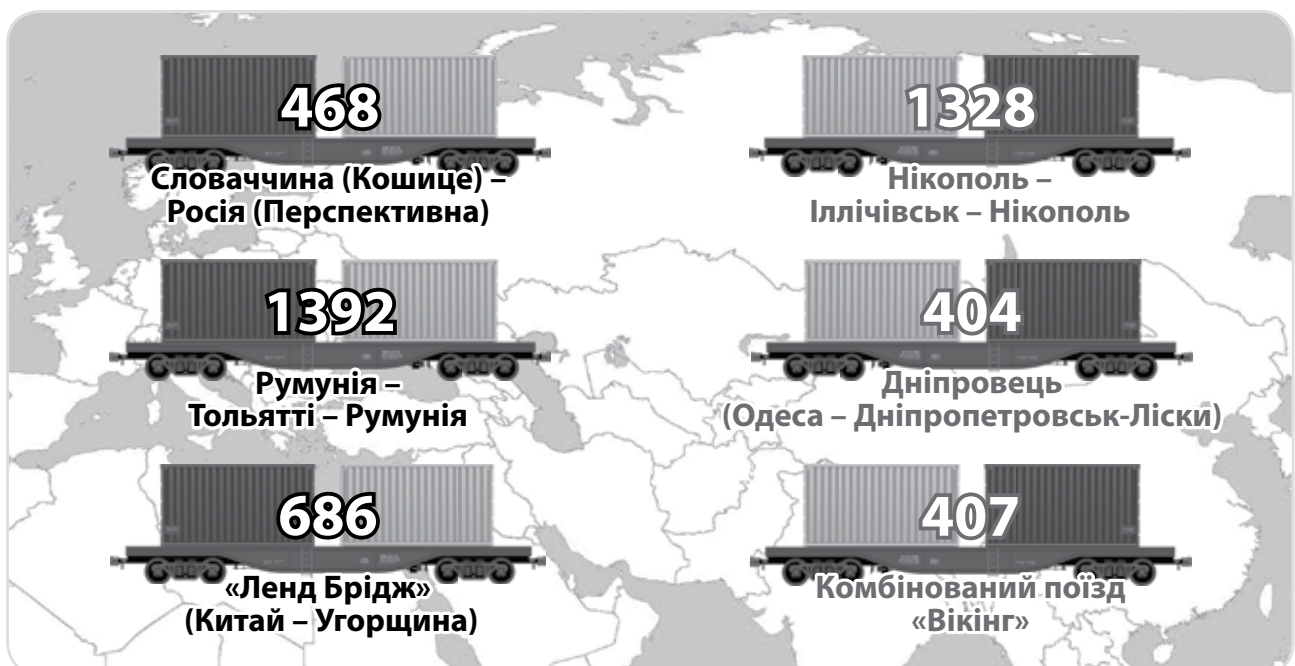 468
Словаччина (Кошице) –
Росія (Перспективна)
1328
Нікополь –
Іллічівськ – Нікополь
1392
Румунія –
Тольятті – Румунія
404
Дніпровець
(Одеса – Дніпропетровськ-Ліски)
686
«Ленд Брідж»
(Китай – Угорщина)
407
Комбінований поїзд
«Вікінг»